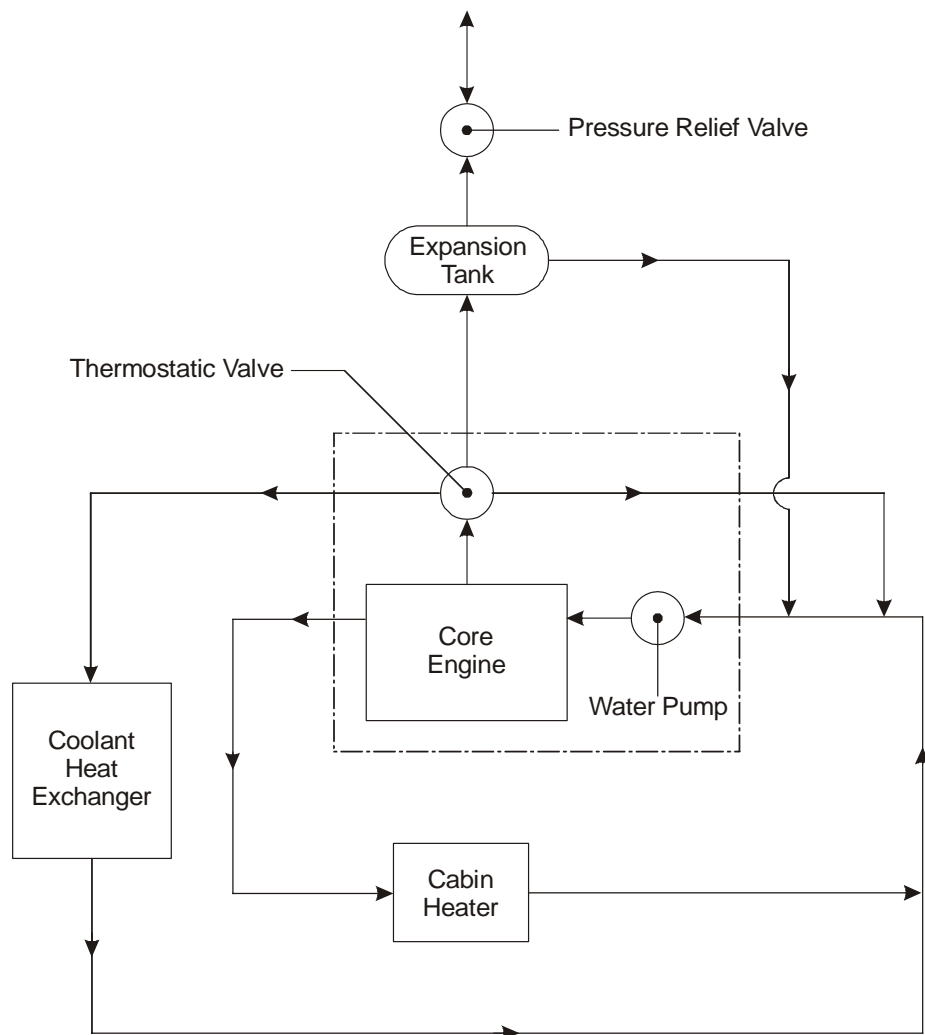 Pressure Relief Valve
Expansion
Tank
Thermostatic Valve
Core
Engine
Water Pump
Coolant
Heat
Exchanger
Cabin
Heater